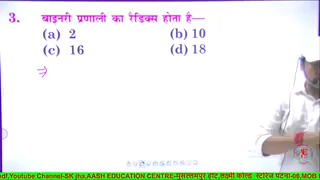 3. बाइनरी प्रणाली का रैडिक्स होता है—
(a) 2 (b) 10
(c) 16 (d) 18
⇒
pdf,Youtube Channel-SK jha,AASH EDUCATION CENTRE-मुसल्लहपुर हाट,लक्ष्मी कोल्ड स्टोरेज पटना-06,MOB